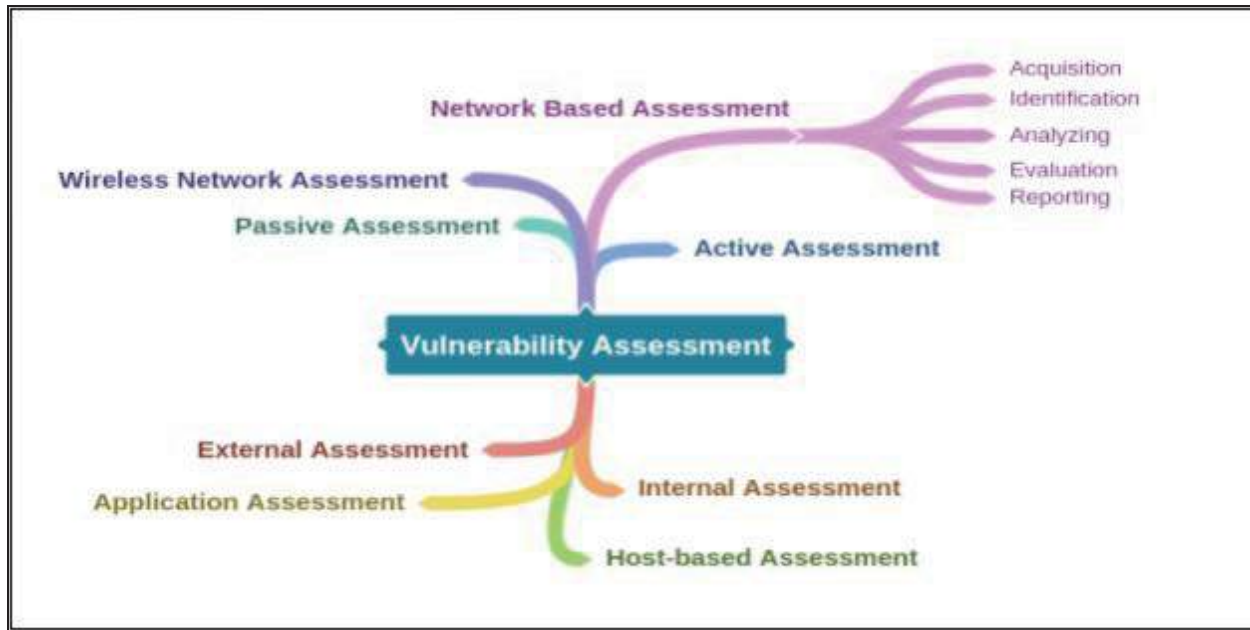 Network Based Assessment
Acquisition
Identification
Analyzing
Evaluation
Reporting
Wireless Network Assessment
Passive Assessment
Active Assessment
Vulnerability Assessment
External Assessment
Internal Assessment
Application Assessment
Host-based Assessment